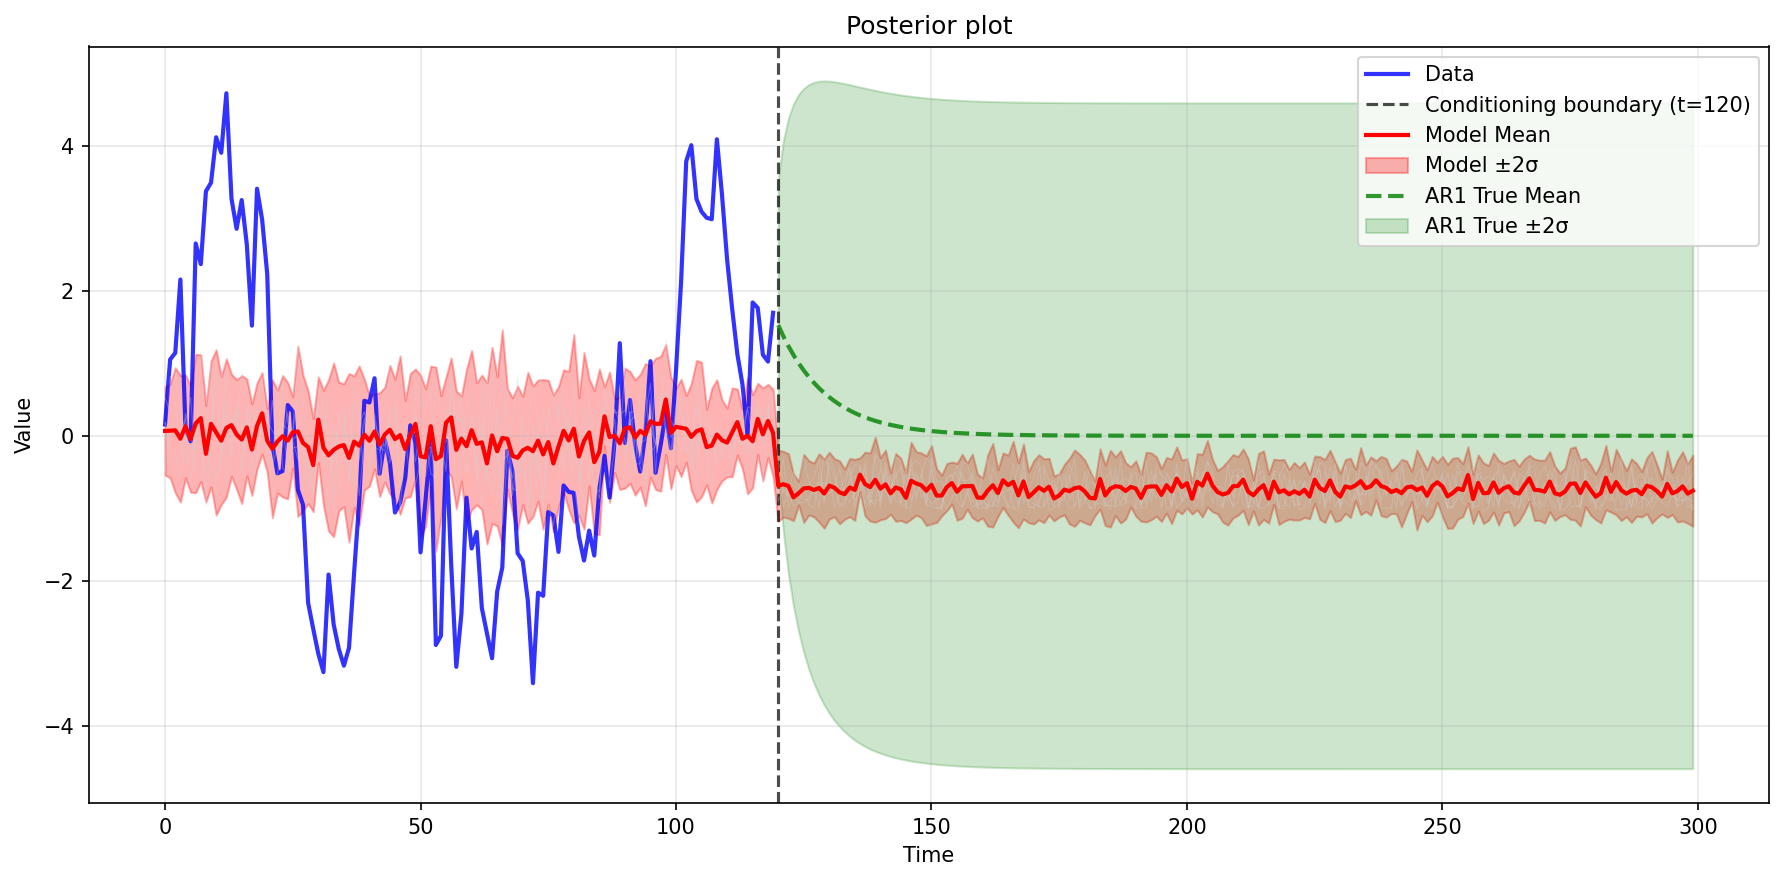 Posterior plot
Data
Conditioning boundary (t=120)
Model Mean
Model ±2σ
AR1 True Mean
AR1 True ±2σ
Value
4
2
0
−2
−4
0 50 100 150 200 250 300
Time